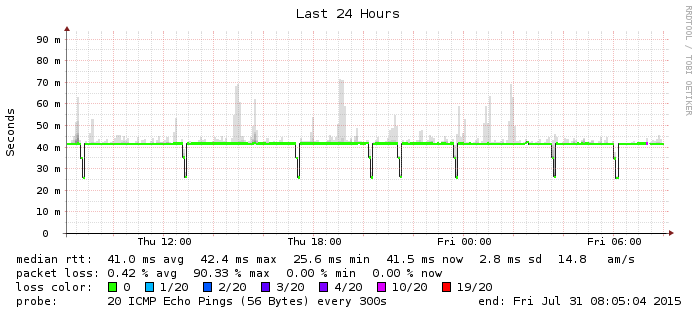 Last 24 Hours
RRDTOOL / TOBI OETIKER
Seconds
90 m
80 m
70 m
60 m
50 m
40 m
30 m
20 m
10 m
0
Thu 12:00 Thu 18:00 Fri 00:00 Fri 06:00
median rtt: 41.0 ms avg 42.4 ms max 25.6 ms min 41.5 ms now 2.8 ms sd 14.8 am/s
packet loss: 0.42 % avg 90.33 % max 0.00 % min 0.00 % now
loss color: 0 1/20 2/20 3/20 4/20 10/20 19/20
probe: 20 ICMP Echo Pings (56 Bytes) every 300s end: Fri Jul 31 08:05:04 2015